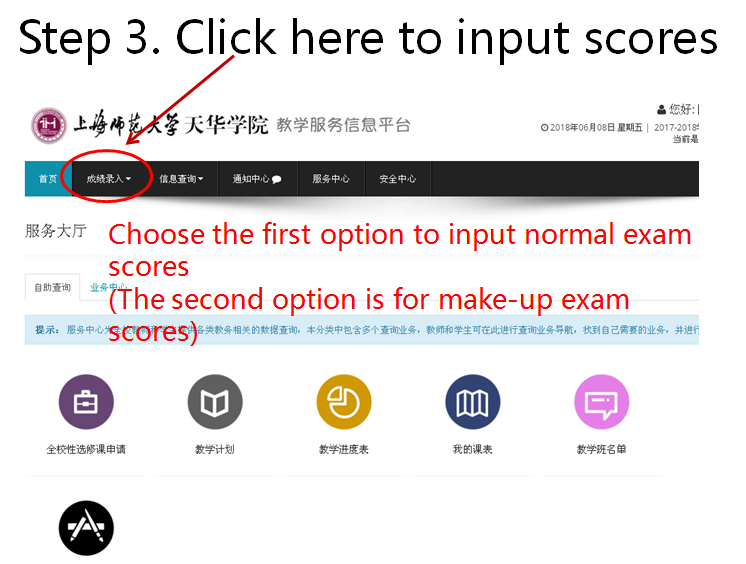 Step 3. Click here to input scores
上海师范大学天华学院 教学服务信息平台
您好:
2018年06月08日 星期五 | 2017-2018
当前是
首页 成绩录入 信息查询 通知中心 服务中心 安全中心
服务大厅
Choose the first option to input normal exam
scores
(The second option is for make-up exam
scores)
自助查询 业务中心
提示: 服务中心为全校教师和学生提供各类教务相关的数据查询,本分类中包含多个查询业务,教师和学生可在此进行查询业务导航,找到自己需要的业务,并进行
全校性选修课申请 教学计划 教学进度表 我的课表 教学班名单